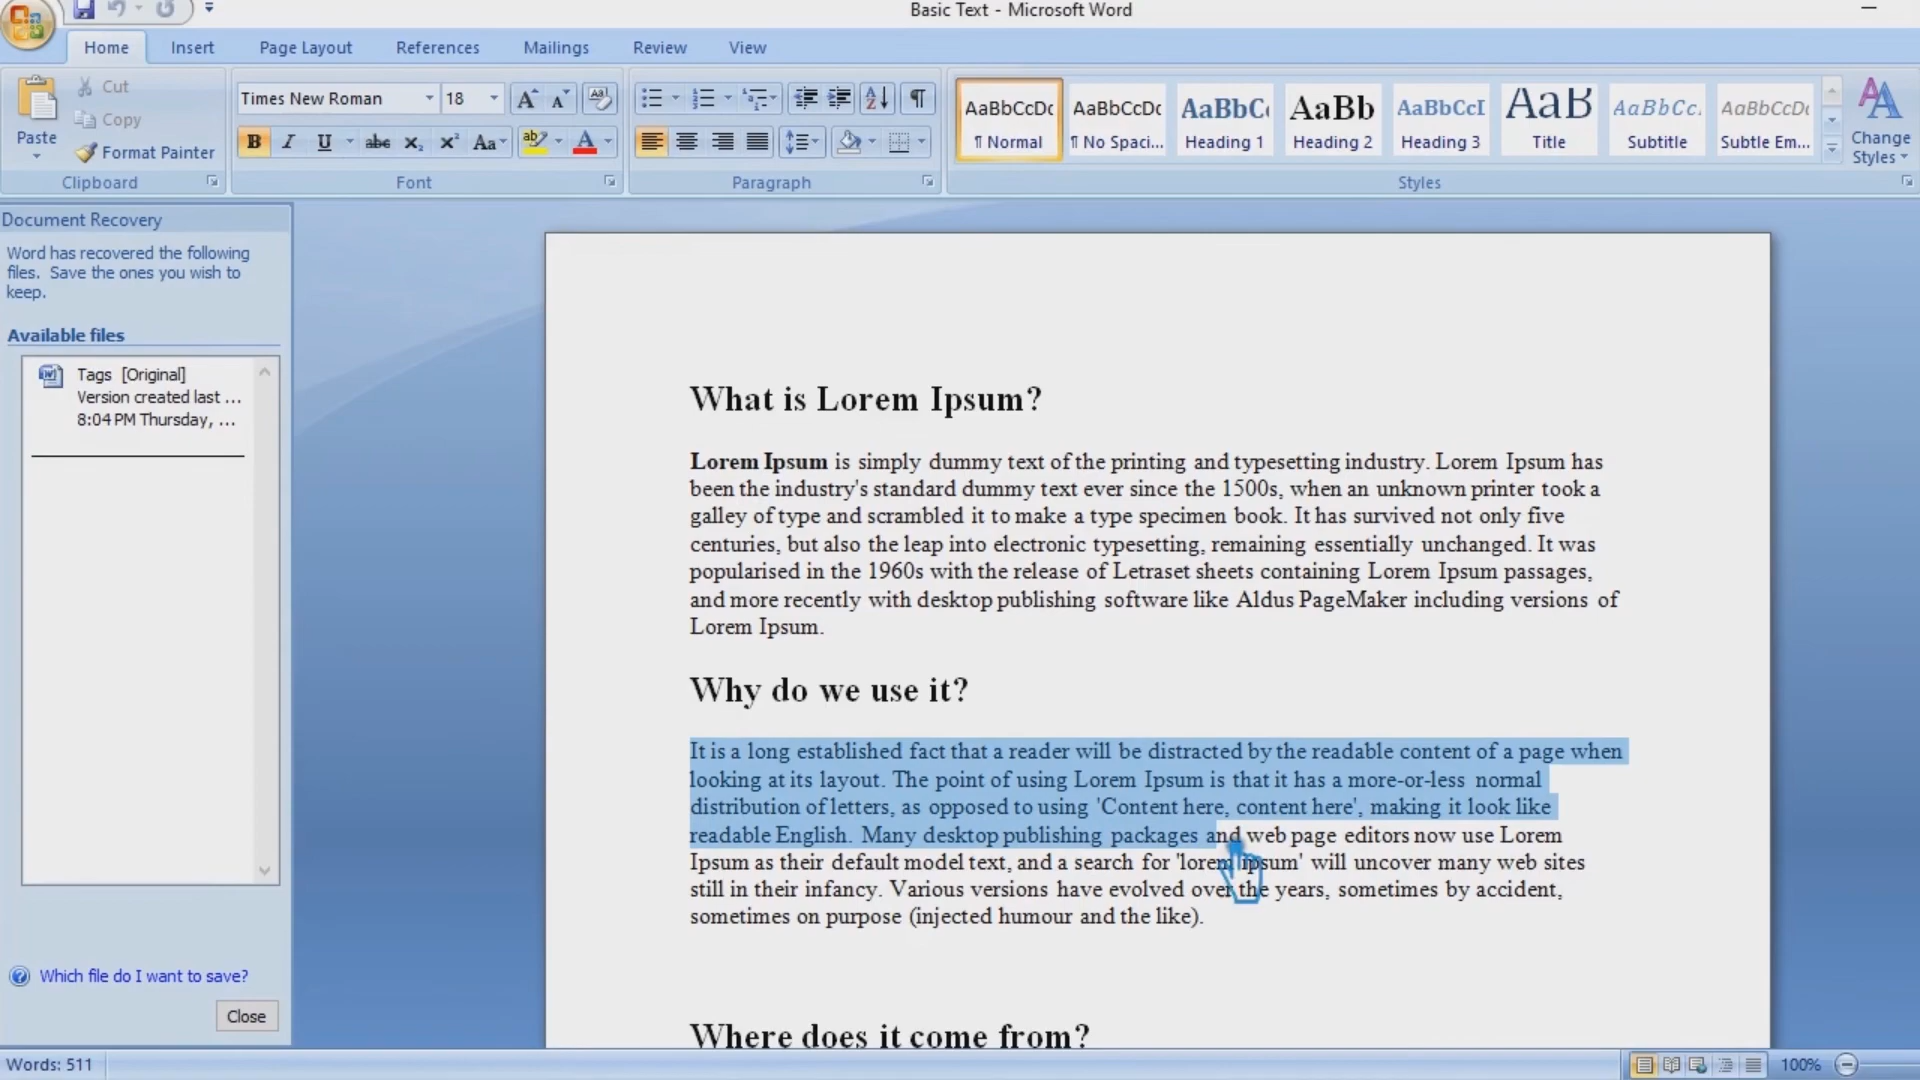 Basic Text - Microsoft Word
Home Insert Page Layout References Mailings Review View
Paste
Cut
Copy
Format Painter
Clipboard
Times New Roman 18
B I U abc X₂ X² Aa ab A
Font
Paragraph
AaBbCcDc ¶ Normal
AaBbCcDc ¶ No Spaci...
AaBbC Heading 1
AaBb Heading 2
AaBbCcI Heading 3
AaB Title
AaBbCc. Subtitle
AaBbCcDc Subtle Em...
Change Styles
Styles
Document Recovery
Word has recovered the following
files. Save the ones you wish to
keep.
Available files
Tags [Original]
Version created last ...
8:04 PM Thursday, ...
Which file do I want to save?
Close
What is Lorem Ipsum?
Lorem Ipsum is simply dummy text of the printing and typesetting industry. Lorem Ipsum has
been the industry's standard dummy text ever since the 1500s, when an unknown printer took a
galley of type and scrambled it to make a type specimen book. It has survived not only five
centuries, but also the leap into electronic typesetting, remaining essentially unchanged. It was
popularised in the 1960s with the release of Letraset sheets containing Lorem Ipsum passages,
and more recently with desktop publishing software like Aldus PageMaker including versions of
Lorem Ipsum.
Why do we use it?
It is a long established fact that a reader will be distracted by the readable content of a page when
looking at its layout. The point of using Lorem Ipsum is that it has a more-or-less normal
distribution of letters, as opposed to using 'Content here, content here', making it look like
readable English. Many desktop publishing packages and web page editors now use Lorem
Ipsum as their default model text, and a search for 'lorem ipsum' will uncover many web sites
still in their infancy. Various versions have evolved over the years, sometimes by accident,
sometimes on purpose (injected humour and the like).
Where does it come from?
Words: 511
100%